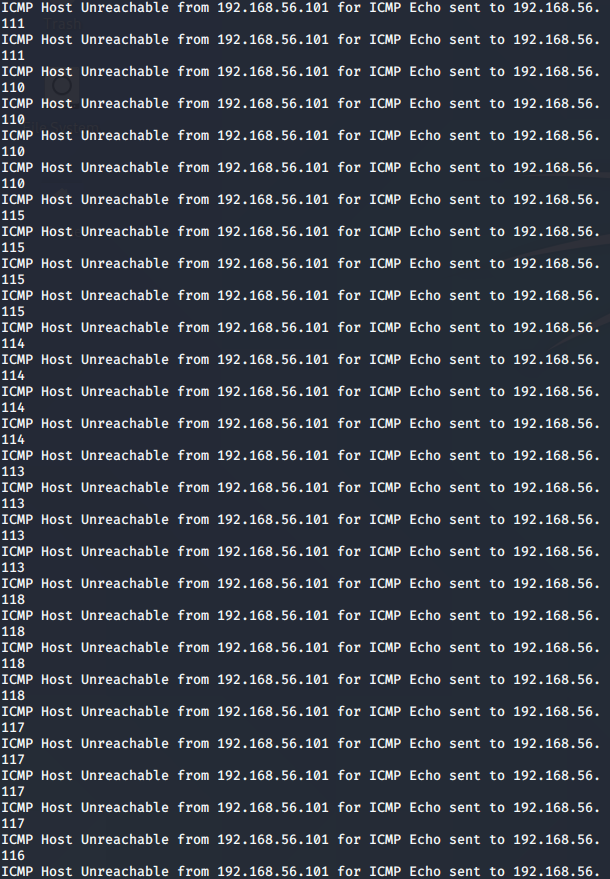 ICMP Host Unreachable from 192.168.56.101 for ICMP Echo sent to 192.168.56.
111
ICMP Host Unreachable from 192.168.56.101 for ICMP Echo sent to 192.168.56.
111
ICMP Host Unreachable from 192.168.56.101 for ICMP Echo sent to 192.168.56.
110
ICMP Host Unreachable from 192.168.56.101 for ICMP Echo sent to 192.168.56.
110
ICMP Host Unreachable from 192.168.56.101 for ICMP Echo sent to 192.168.56.
110
ICMP Host Unreachable from 192.168.56.101 for ICMP Echo sent to 192.168.56.
110
ICMP Host Unreachable from 192.168.56.101 for ICMP Echo sent to 192.168.56.
115
ICMP Host Unreachable from 192.168.56.101 for ICMP Echo sent to 192.168.56.
115
ICMP Host Unreachable from 192.168.56.101 for ICMP Echo sent to 192.168.56.
115
ICMP Host Unreachable from 192.168.56.101 for ICMP Echo sent to 192.168.56.
115
ICMP Host Unreachable from 192.168.56.101 for ICMP Echo sent to 192.168.56.
114
ICMP Host Unreachable from 192.168.56.101 for ICMP Echo sent to 192.168.56.
114
ICMP Host Unreachable from 192.168.56.101 for ICMP Echo sent to 192.168.56.
114
ICMP Host Unreachable from 192.168.56.101 for ICMP Echo sent to 192.168.56.
114
ICMP Host Unreachable from 192.168.56.101 for ICMP Echo sent to 192.168.56.
113
ICMP Host Unreachable from 192.168.56.101 for ICMP Echo sent to 192.168.56.
113
ICMP Host Unreachable from 192.168.56.101 for ICMP Echo sent to 192.168.56.
113
ICMP Host Unreachable from 192.168.56.101 for ICMP Echo sent to 192.168.56.
113
ICMP Host Unreachable from 192.168.56.101 for ICMP Echo sent to 192.168.56.
118
ICMP Host Unreachable from 192.168.56.101 for ICMP Echo sent to 192.168.56.
118
ICMP Host Unreachable from 192.168.56.101 for ICMP Echo sent to 192.168.56.
118
ICMP Host Unreachable from 192.168.56.101 for ICMP Echo sent to 192.168.56.
118
ICMP Host Unreachable from 192.168.56.101 for ICMP Echo sent to 192.168.56.
117
ICMP Host Unreachable from 192.168.56.101 for ICMP Echo sent to 192.168.56.
117
ICMP Host Unreachable from 192.168.56.101 for ICMP Echo sent to 192.168.56.
117
ICMP Host Unreachable from 192.168.56.101 for ICMP Echo sent to 192.168.56.
117
ICMP Host Unreachable from 192.168.56.101 for ICMP Echo sent to 192.168.56.
116
ICMP Host Unreachable from 192.168.56.101 for ICMP Echo sent to 192.168.56.